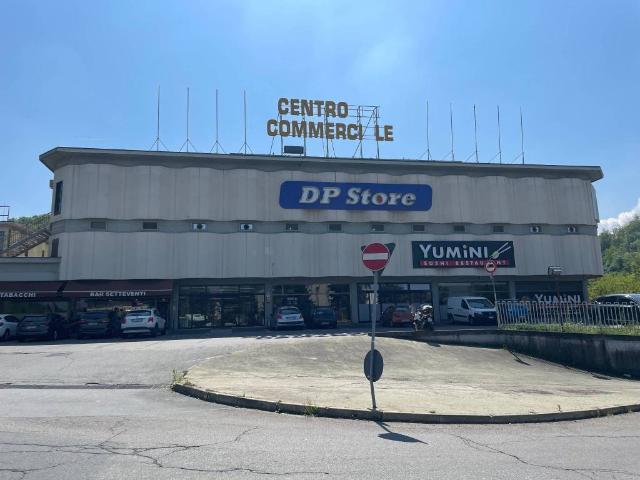 CENTRO
COMMERCI LE
DP Store
YUMiNi
SUSHI RESTAURANT
TABACCHI
BAR SETTEVENTI
YUMiNi